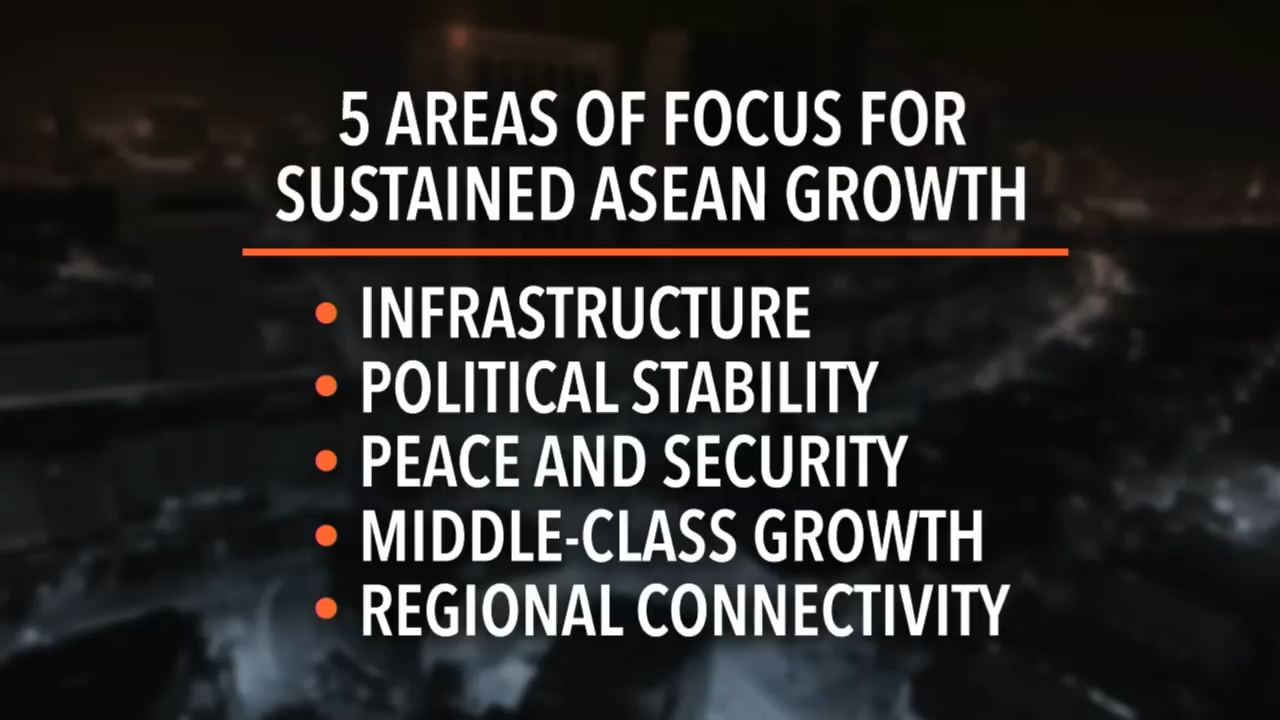 5 AREAS OF FOCUS FOR
SUSTAINED ASEAN GROWTH
• INFRASTRUCTURE
• POLITICAL STABILITY
• PEACE AND SECURITY
• MIDDLE-CLASS GROWTH
• REGIONAL CONNECTIVITY